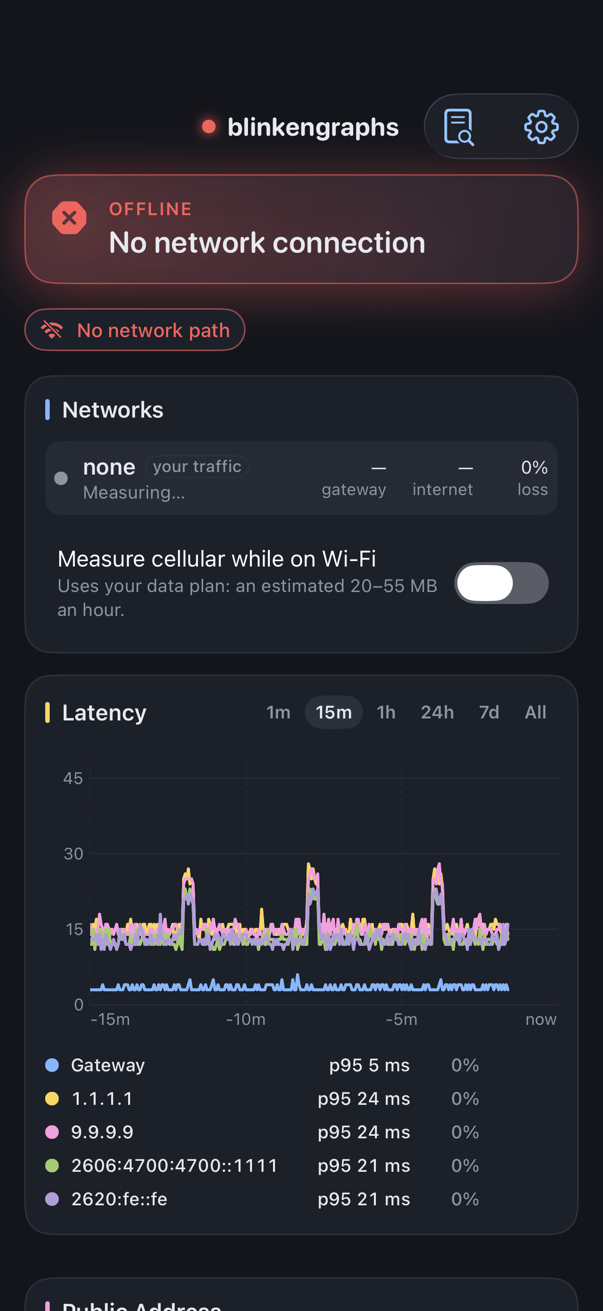 blinkengraphs
OFFLINE
No network connection
No network path
Networks
none your traffic
Measuring...
— gateway
— internet
0% loss
Measure cellular while on Wi-Fi
Uses your data plan: an estimated 20–55 MB
an hour.
Latency
1m 15m 1h 24h 7d All
45
30
15
0
-15m -10m -5m now
Gateway p95 5 ms 0%
1.1.1.1 p95 24 ms 0%
9.9.9.9 p95 24 ms 0%
2606:4700:4700::1111 p95 21 ms 0%
2620:fe::fe p95 21 ms 0%
Public Address